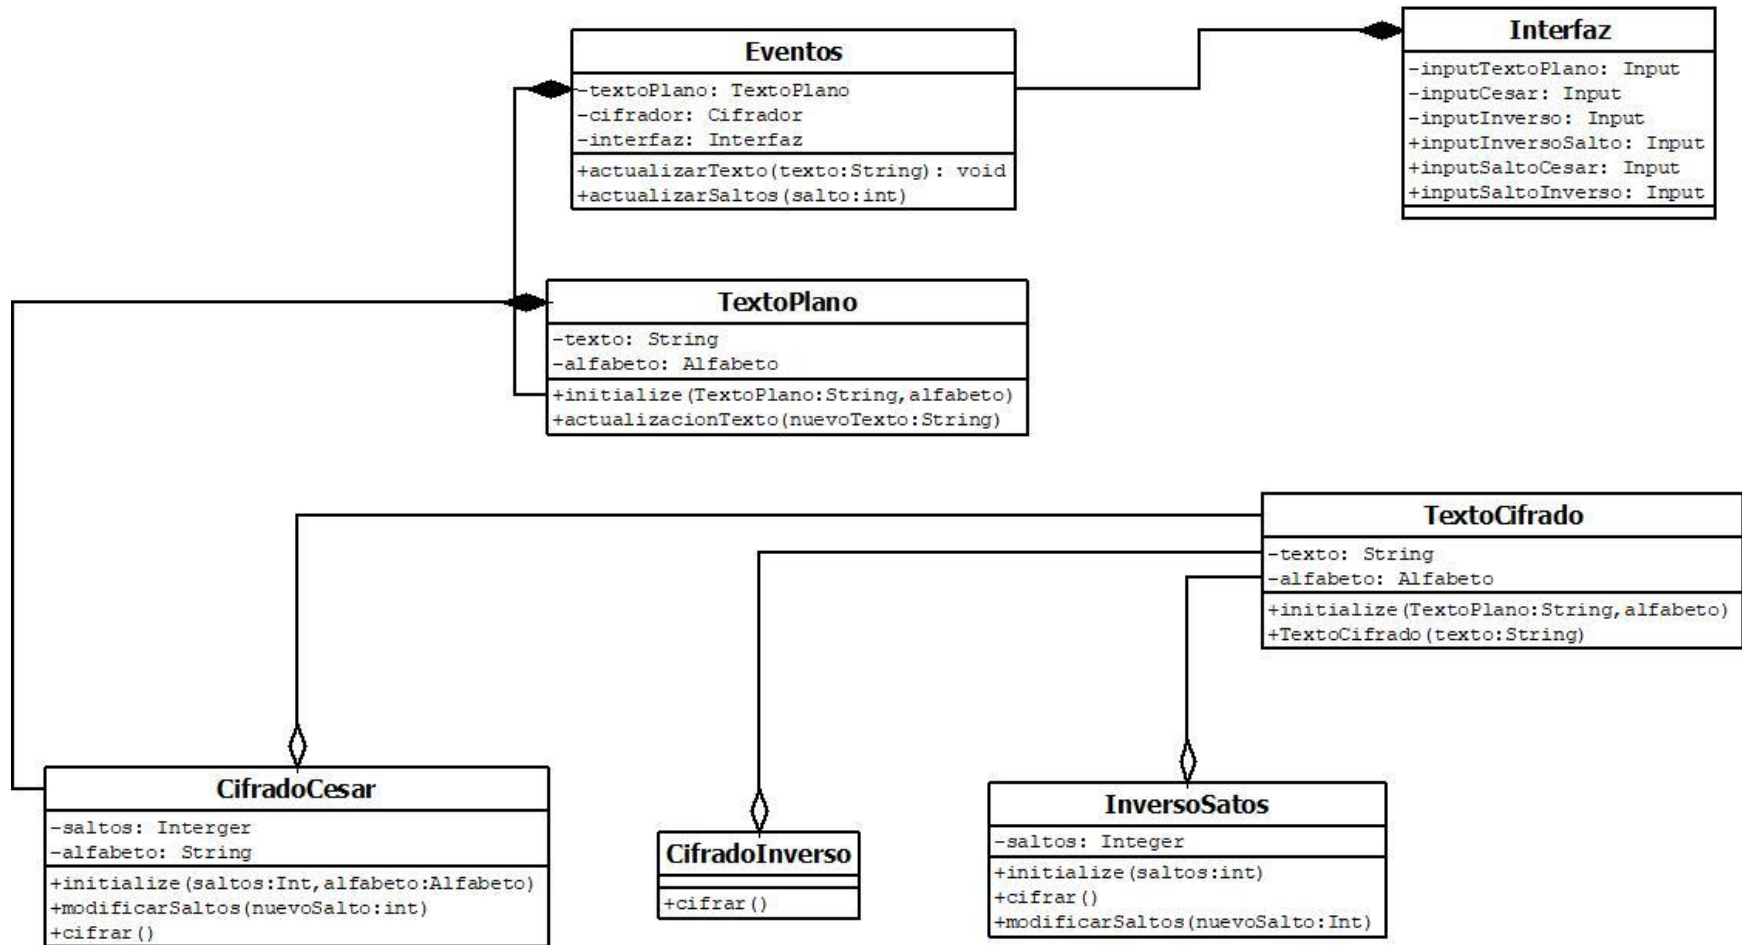 Eventos
-textoPlano: TextoPlano
-cifrador: Cifrador
-interfaz: Interfaz
+actualizarTexto(texto:String): void
+actualizarSaltos(salto:int)
Interfaz
-inputTextoPlano: Input
-inputCesar: Input
-inputInverso: Input
+inputInversoSalto: Input
+inputSaltoCesar: Input
+inputSaltoInverso: Input
TextoPlano
-texto: String
-alfabeto: Alfabeto
+initialize(TextoPlano:String,alfabeto)
+actualizacionTexto(nuevoTexto:String)
TextoCifrado
-texto: String
-alfabeto: Alfabeto
+initialize(TextoPlano:String,alfabeto)
+TextoCifrado(texto:String)
CifradoCesar
-saltos: Interger
-alfabeto: String
+initialize(saltos:Int,alfabeto:Alfabeto)
+modificarSaltos(nuevoSalto:int)
+cifrar()
CifradoInverso
+cifrar()
InversoSatos
-saltos: Integer
+initialize(saltos:int)
+cifrar()
+modificarSaltos(nuevoSalto:Int)